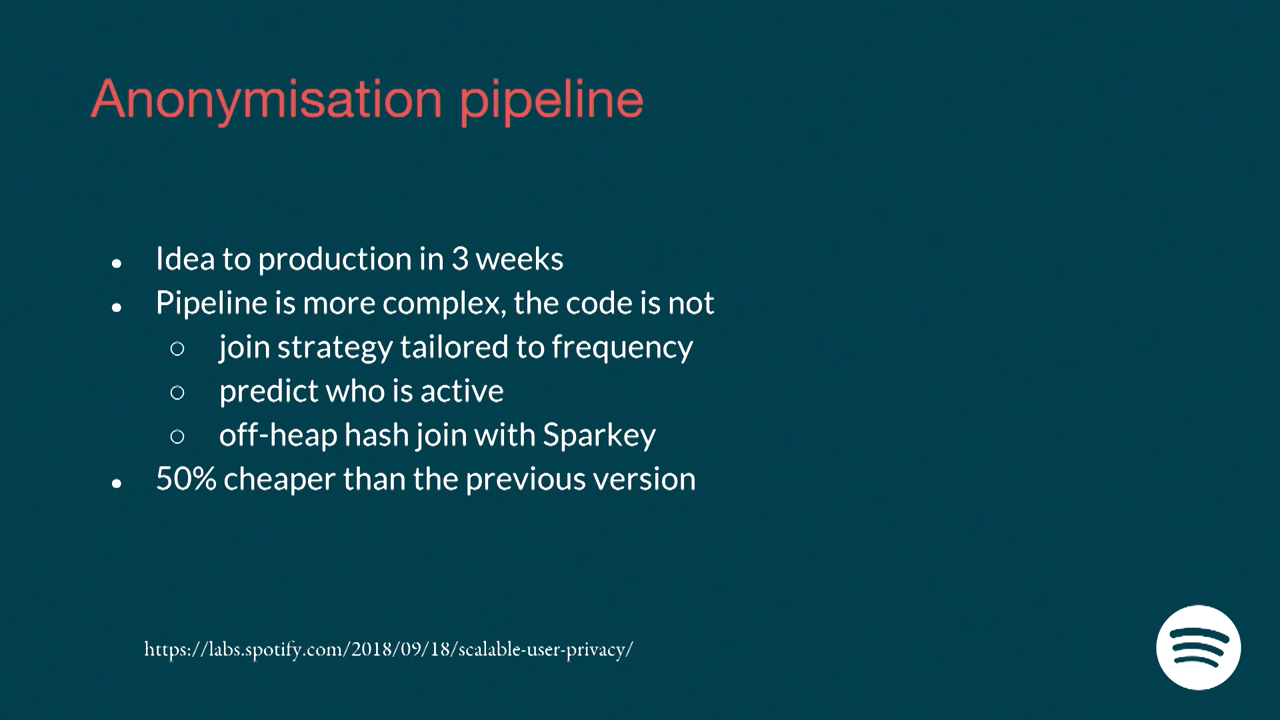 Anonymisation pipeline
• Idea to production in 3 weeks
• Pipeline is more complex, the code is not
○ join strategy tailored to frequency
○ predict who is active
○ off-heap hash join with Sparkey
• 50% cheaper than the previous version
https://labs.spotify.com/2018/09/18/scalable-user-privacy/